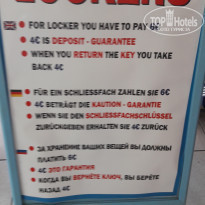 LOCKERS
FOR LOCKER YOU HAVE TO PAY 6€
4€ IS DEPOSIT - GUARANTEE
WHEN YOU RETURN THE KEY YOU TAKE
BACK 4€
FÜR EIN SCHLIESSFACH ZAHLEN SIE 6€
4€ BETRÄGT DIE KAUTION - GARANTIE
WENN SIE DEN SCHLIESSFACHSCHLÜSSEL
ZURÜCKGEBEN ERHALTEN SIE 4€ ZURÜCK
ЗА ХРАНЕНИЕ ВАШИХ ВЕЩЕЙ ВЫ ДОЛЖНЫ
ПЛАТИТЬ 6€
4€ ЭТО ГАРАНТИЯ
КОГДА ВЫ ВЕРНЁТЕ КЛЮЧ, ВЫ БЕРЁТЕ
НАЗАД 4€
TopHotels